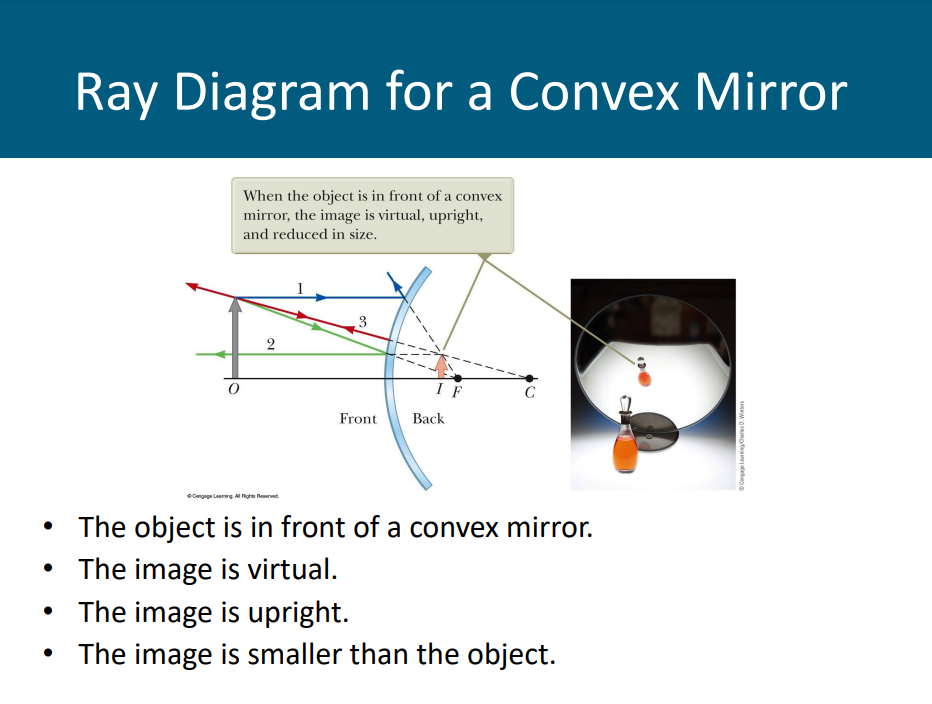 Ray Diagram for a Convex Mirror
When the object is in front of a convex
mirror, the image is virtual, upright,
and reduced in size.
1
3
2
O
I F
C
Front Back
© Cengage Learning/Charles D. Winters
© Cengage Learning. All Rights Reserved.
• The object is in front of a convex mirror.
• The image is virtual.
• The image is upright.
• The image is smaller than the object.